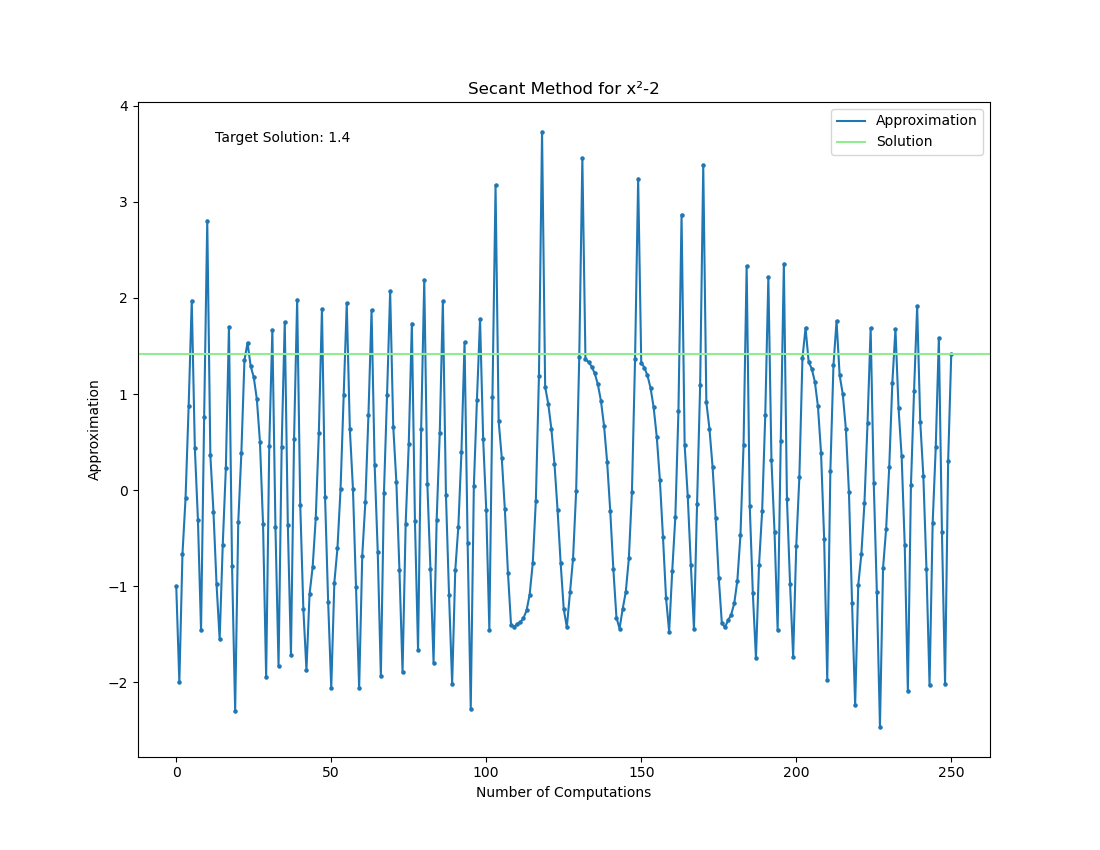 Secant Method for x²-2
Target Solution: 1.4
Approximation
Solution
4
3
2
1
0
−1
−2
Approximation
0
50
100
150
200
250
Number of Computations